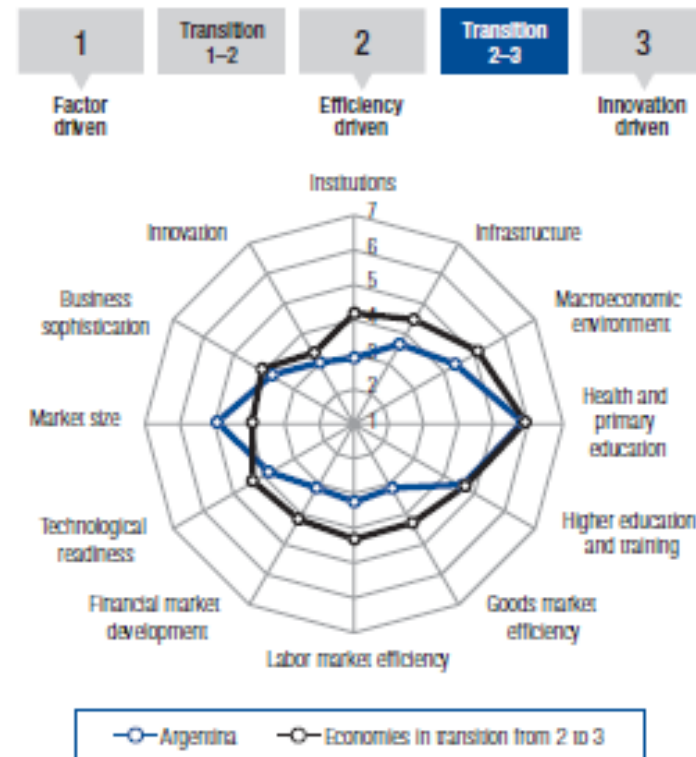 1
Transition
1–2
2
Transition
2–3
3
Factor
driven
Efficiency
driven
Innovation
driven
Institutions
7
6
5
4
3
2
1
Innovation
Infrastructure
Business
sophistication
Macroeconomic
environment
Market size
Health and
primary
education
Technological
readiness
Higher education
and training
Financial market
development
Goods market
efficiency
Labor market efficiency
Argentina
Economies in transition from 2 to 3